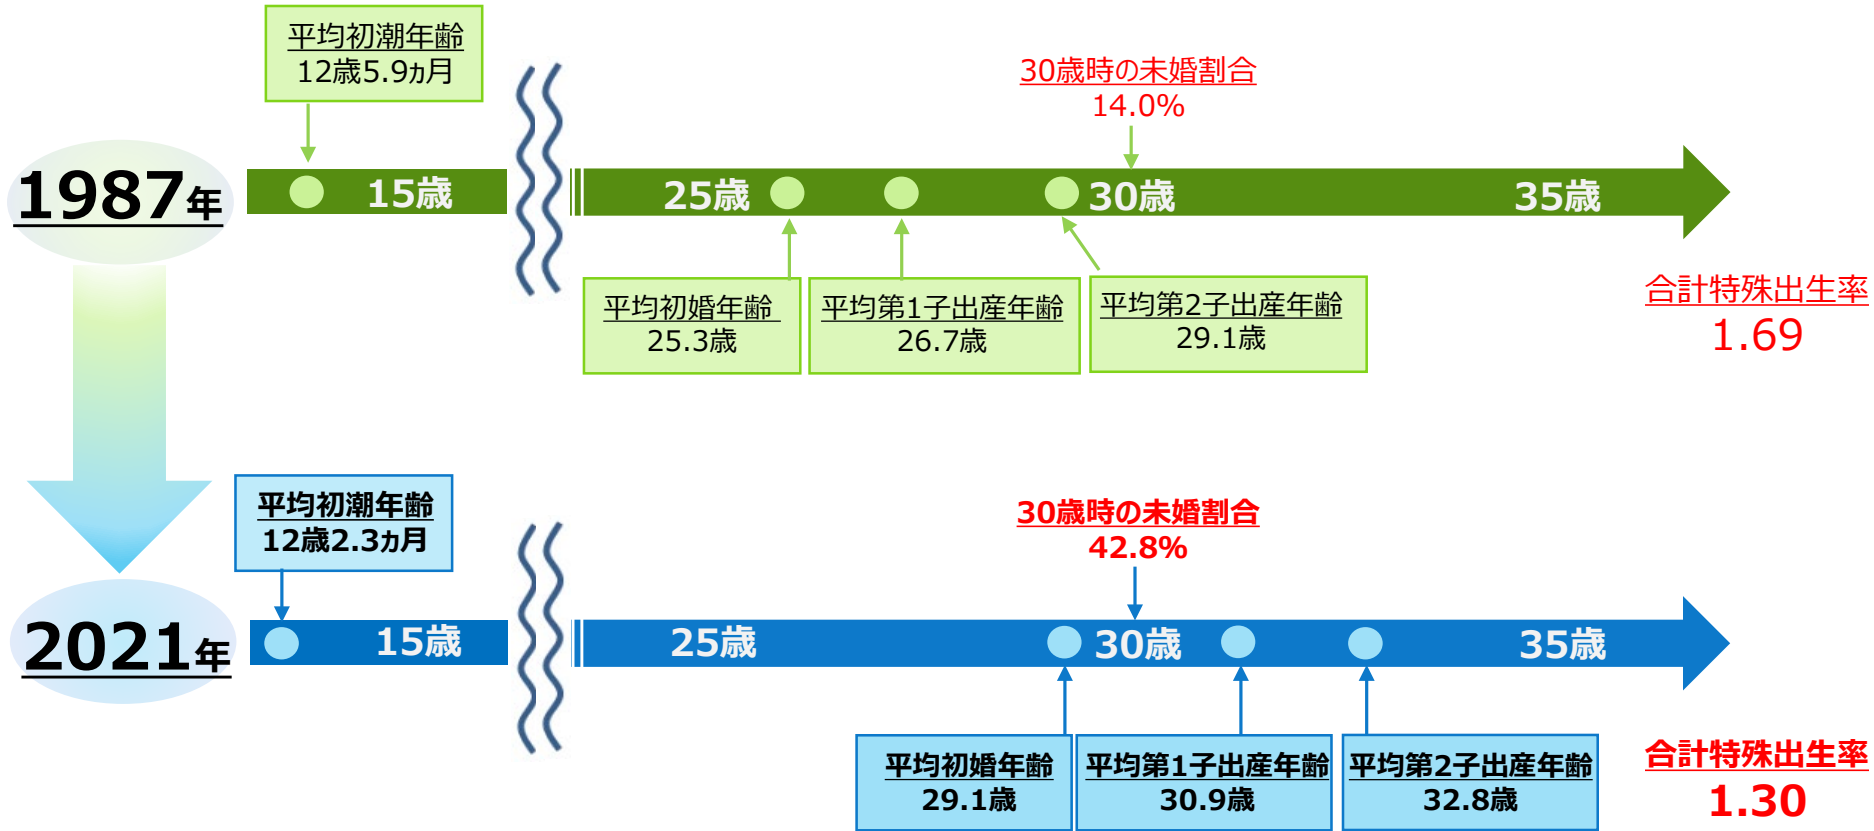 平均初潮年齢
12歳5.9ヵ月
30歳時の未婚割合
14.0%
1987年
15歳
25歳
30歳
35歳
平均初婚年齢
25.3歳
平均第1子出産年齢
26.7歳
平均第2子出産年齢
29.1歳
合計特殊出生率
1.69
平均初潮年齢
12歳2.3ヵ月
30歳時の未婚割合
42.8%
2021年
15歳
25歳
30歳
35歳
平均初婚年齢
29.1歳
平均第1子出産年齢
30.9歳
平均第2子出産年齢
32.8歳
合計特殊出生率
1.30